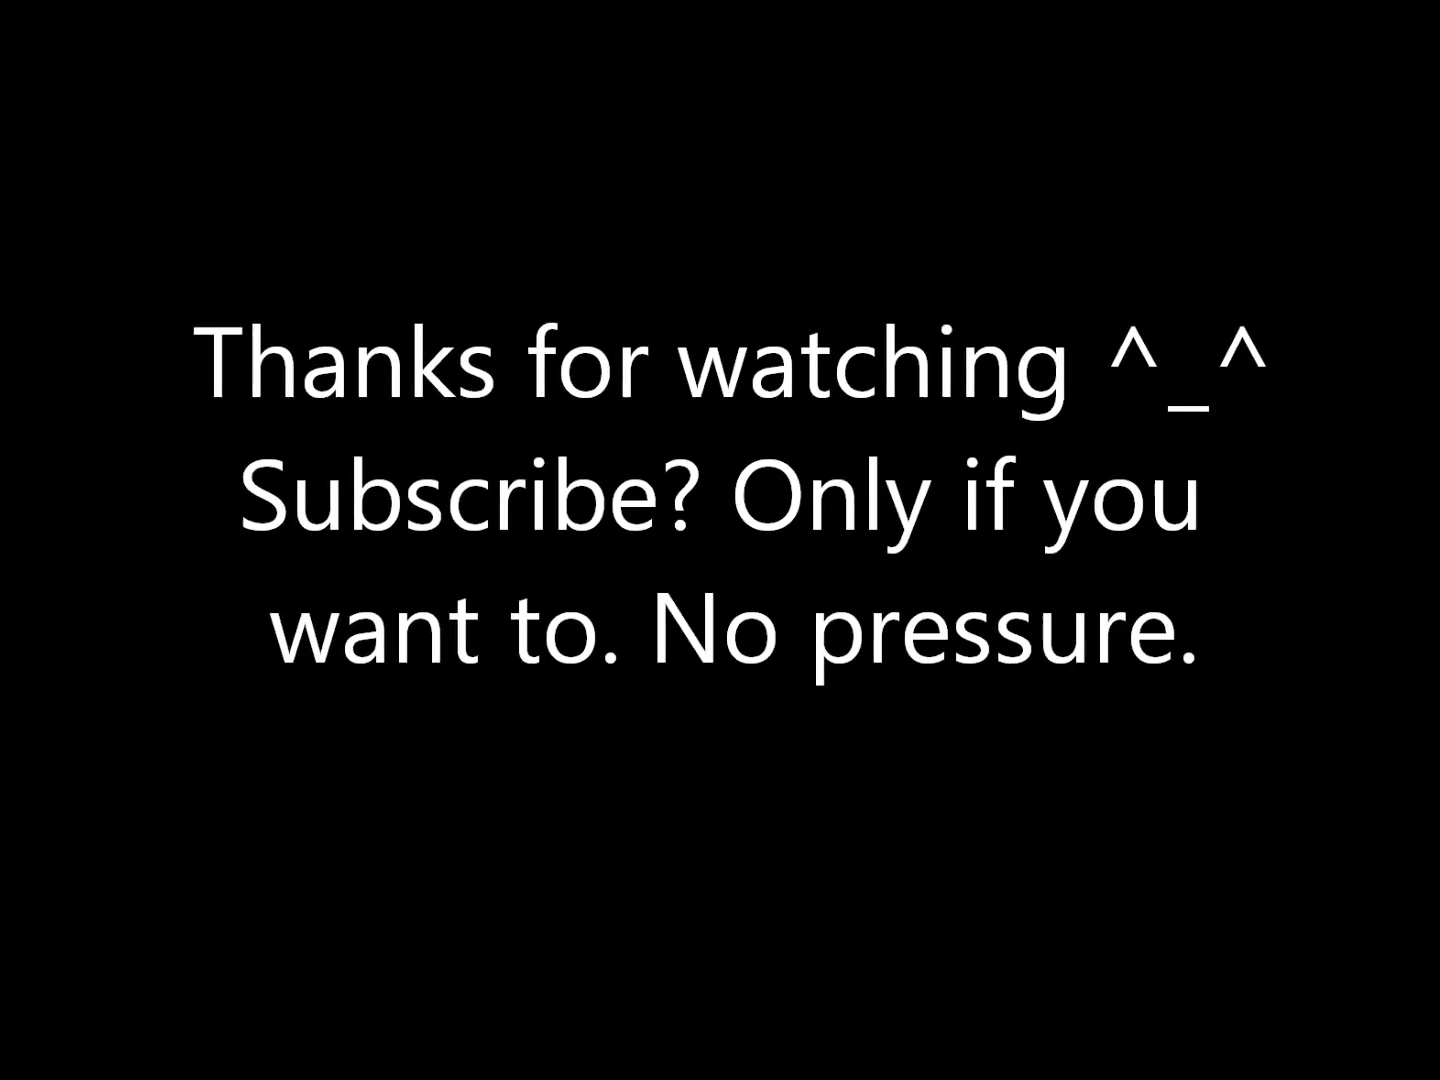 Thanks for watching ^_^
Subscribe? Only if you
want to. No pressure.